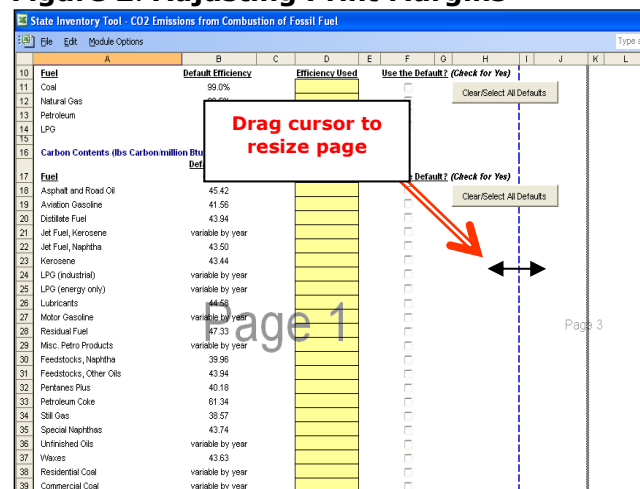 State Inventory Tool - CO2 Emissions from Combustion of Fossil Fuel
File Edit Module Options Type a
A B C D E F G H I J K L
10 Fuel Default Efficiency Efficiency Used Use the Default? (Check for Yes)
11 Coal 99.0% Clear/Select All Defaults
12 Natural Gas
13 Petroleum
14 LPG
15
Drag cursor to
resize page
16 Carbon Contents (lbs Carbon/million Btu
17 Fuel Default? (Check for Yes)
18 Asphalt and Road Oil 45.42 Clear/Select All Defaults
19 Aviation Gasoline 41.56
20 Distillate Fuel 43.94
21 Jet Fuel, Kerosene variable by year
22 Jet Fuel, Naphtha 43.50
23 Kerosene 43.44
24 LPG (industrial) variable by year
25 LPG (energy only) variable by year
26 Lubricants 44.58
27 Motor Gasoline variable by year
Page 1
28 Residual Fuel 47.33 Page 3
29 Misc. Petro Products variable by year
30 Feedstocks, Naphtha 39.96
31 Feedstocks, Other Oils 43.94
32 Pentanes Plus 40.18
33 Petroleum Coke 61.34
34 Still Gas 38.57
35 Special Naphthas 43.74
36 Unfinished Oils variable by year
37 Waxes 43.63
38 Residential Coal variable by year
39 Commercial Coal variable by year